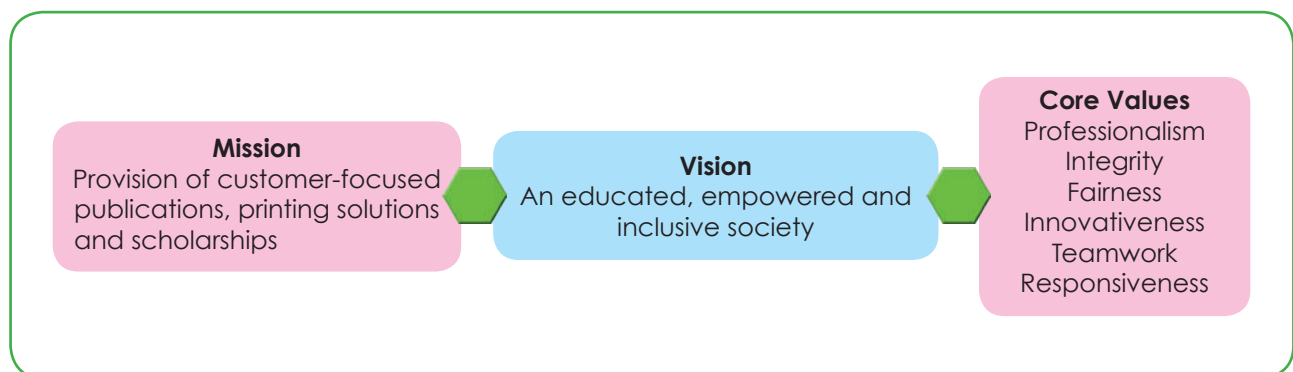 Mission
Provision of customer-focused
publications, printing solutions
and scholarships
Vision
An educated, empowered and
inclusive society
Core Values
Professionalism
Integrity
Fairness
Innovativeness
Teamwork
Responsiveness